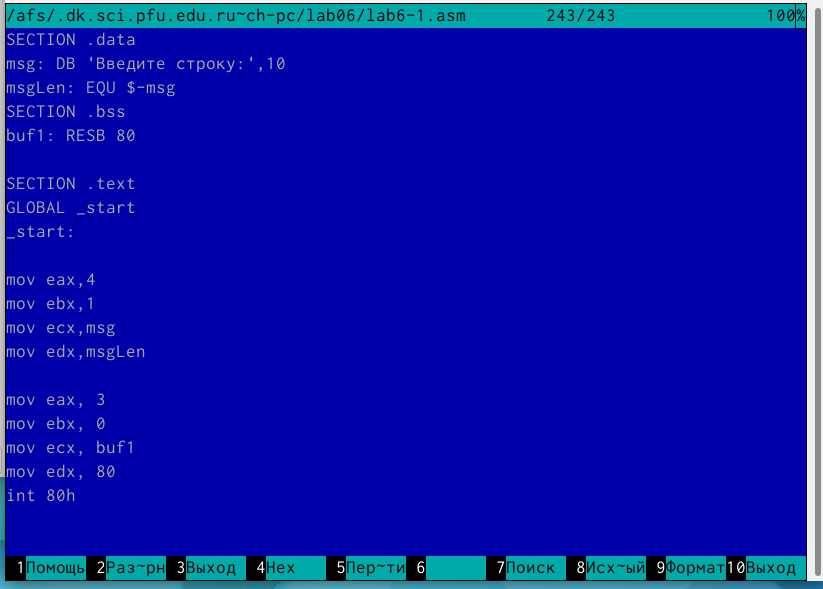 /afs/.dk.sci.pfu.edu.ru~ch-pc/lab06/lab6-1.asm 243/243 100%
SECTION .data
msg: DB 'Введите строку:',10
msgLen: EQU $-msg
SECTION .bss
buf1: RESB 80
SECTION .text
GLOBAL _start
_start:
mov eax,4
mov ebx,1
mov ecx,msg
mov edx,msgLen
mov eax, 3
mov ebx, 0
mov ecx, buf1
mov edx, 80
int 80h
1Помощь 2Раз~рн 3Выход 4Hex 5Пер~ти 6 7Поиск 8Исх~ый 9Формат 10Выход